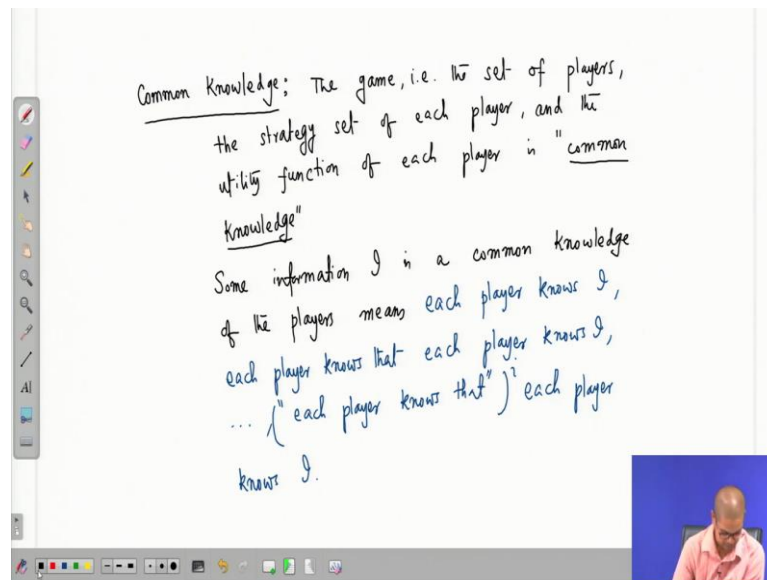 Common Knowledge: The game, i.e. the set of players,
the strategy set of each player, and the
utility function of each player is "common
knowledge"
Some information I is a common knowledge
of the players means each player knows I,
each player knows that each player knows I,
... ("each player knows that")^i each player
knows I.
A